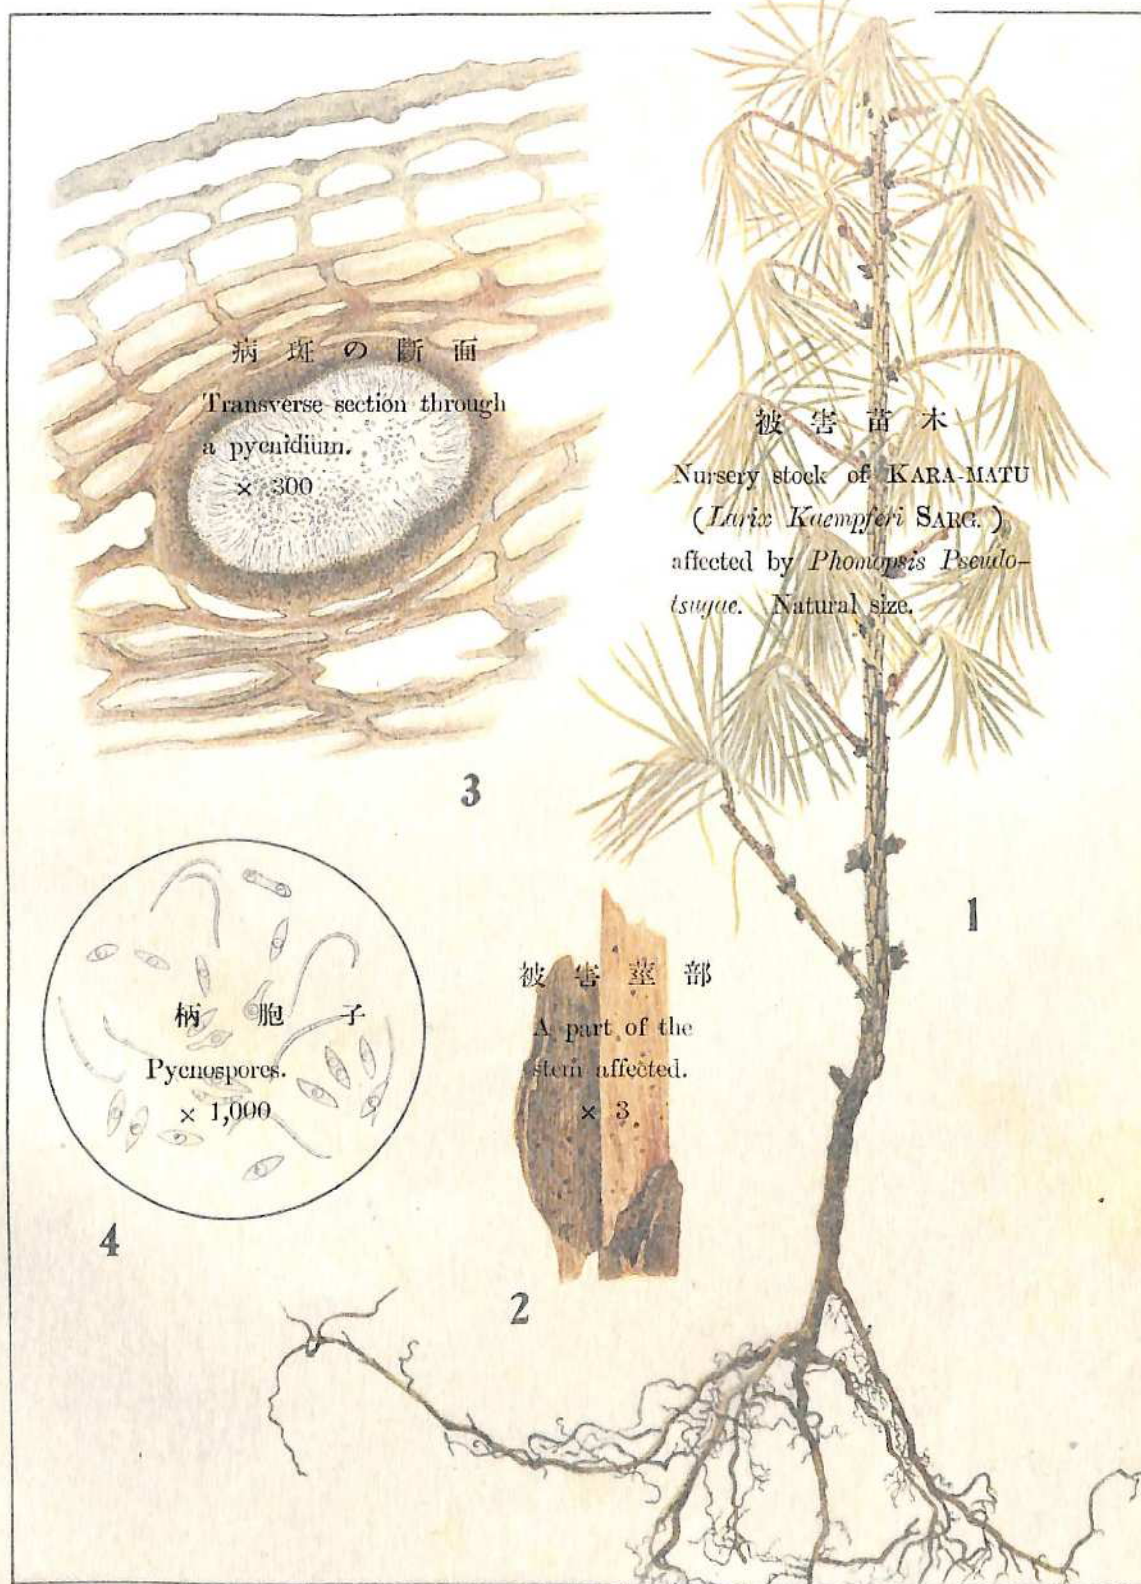 病斑の斷面
Transverse section through
a pycnidium.
× 300
3
被害苗木
Nursery stock of KARA-MATU
(Larix Kaempferi SARG.)
affected by Phomopsis Pseudo-
tsugae. Natural size.
1
柄胞子
Pycnospores.
× 1,000
4
被害莖部
A part of the
stem affected.
× 3
2